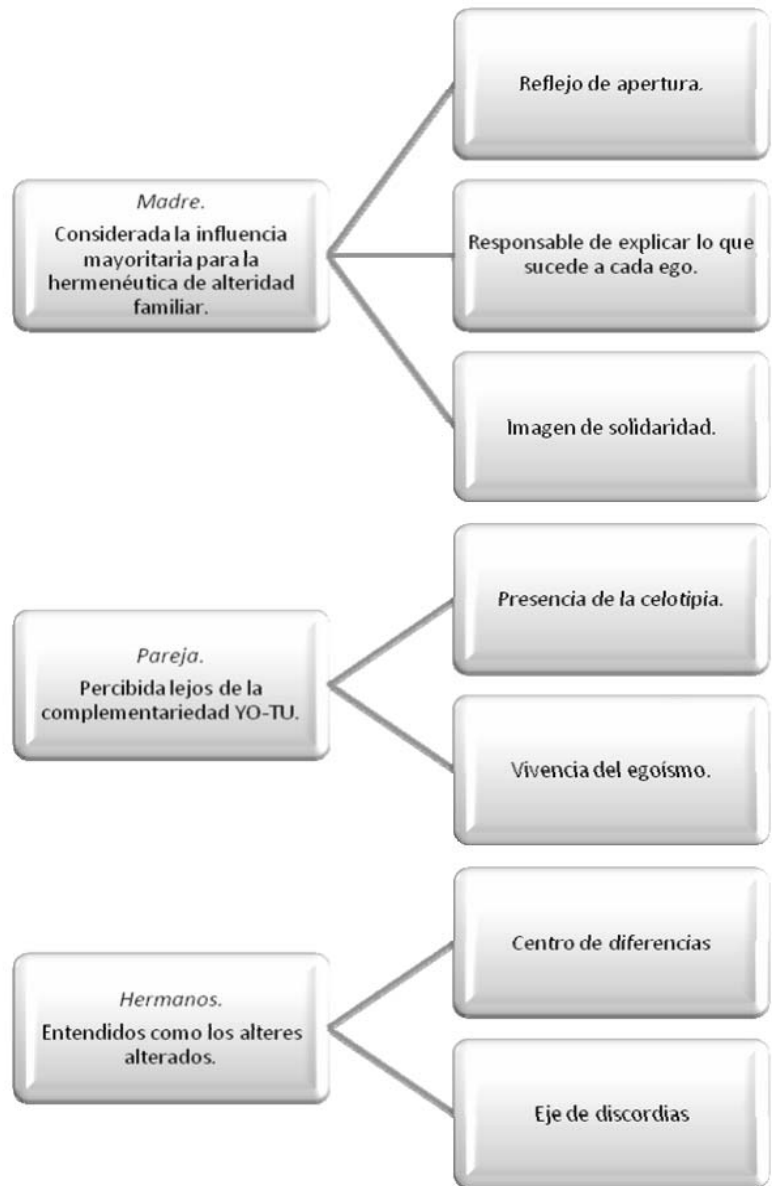 Madre.
Considerada la influencia
mayoritaria para la
hermenéutica de alteridad
familiar.
Reflejo de apertura.
Responsable de explicar lo que
sucede a cada ego.
Imagen de solidaridad.
Pareja.
Percibida lejos de la
complementariedad YO-TU.
Presencia de la celotipia.
Vivencia del egoísmo.
Hermanos.
Entendidos como los alteres
alterados.
Centro de diferencias
Eje de discordias